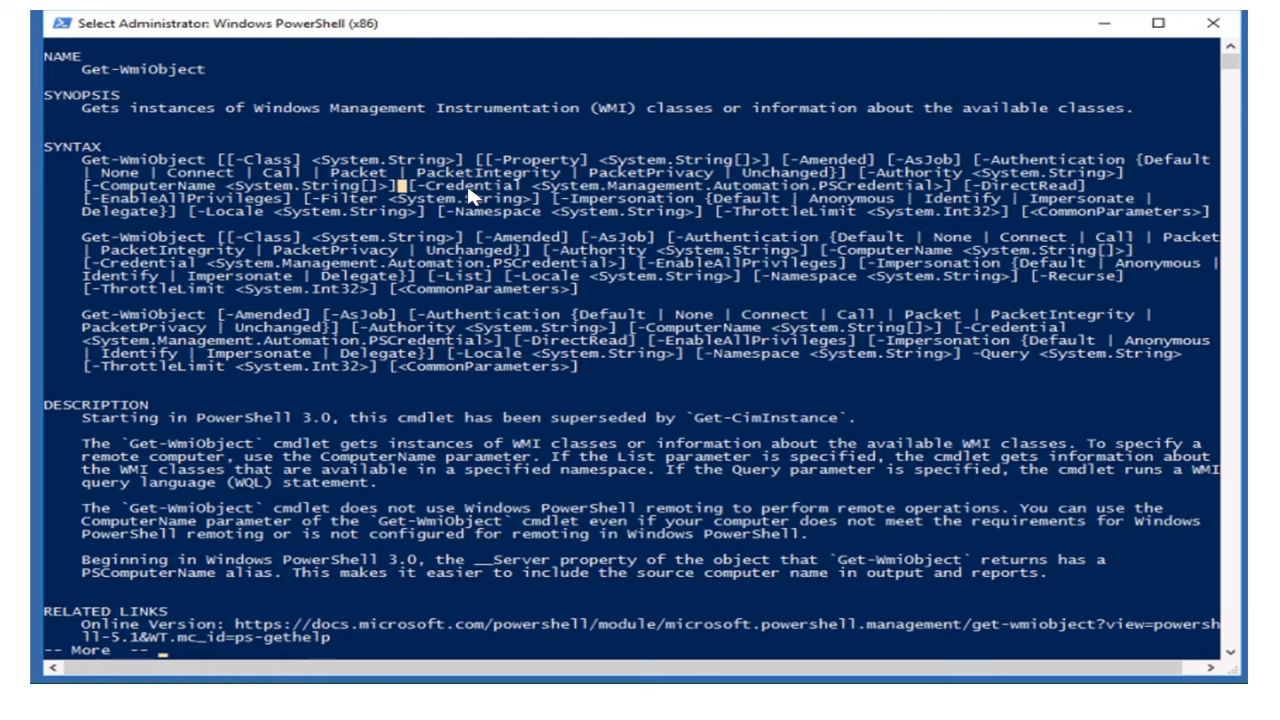 Select Administrator: Windows PowerShell (x86)
NAME
Get-WmiObject
SYNOPSIS
Gets instances of Windows Management Instrumentation (WMI) classes or information about the available classes.
SYNTAX
Get-WmiObject [[-Class] <System.String>] [[-Property] <System.String[]>] [-Amended] [-AsJob] [-Authentication {Default
| None | Connect | Call | Packet | PacketIntegrity | PacketPrivacy | Unchanged}] [-Authority <System.String>]
[-ComputerName <System.String[]>] [-Credential <System.Management.Automation.PSCredential>] [-DirectRead]
[-EnableAllPrivileges] [-Filter <System.String>] [-Impersonation {Default | Anonymous | Identify | Impersonate |
Delegate}] [-Locale <System.String>] [-Namespace <System.String>] [-ThrottleLimit <System.Int32>] [<CommonParameters>]
Get-WmiObject [[-Class] <System.String>] [-Amended] [-AsJob] [-Authentication {Default | None | Connect | Call | Packet
| PacketIntegrity | PacketPrivacy | Unchanged}] [-Authority <System.String>] [-ComputerName <System.String[]>]
[-Credential <System.Management.Automation.PSCredential>] [-EnableAllPrivileges] [-Impersonation {Default | Anonymous |
Identify | Impersonate | Delegate}] [-List] [-Locale <System.String>] [-Namespace <System.String>] [-Recurse]
[-ThrottleLimit <System.Int32>] [<CommonParameters>]
Get-WmiObject [-Amended] [-AsJob] [-Authentication {Default | None | Connect | Call | Packet | PacketIntegrity |
PacketPrivacy | Unchanged}] [-Authority <System.String>] [-ComputerName <System.String[]>] [-Credential
<System.Management.Automation.PSCredential>] [-DirectRead] [-EnableAllPrivileges] [-Impersonation {Default | Anonymous
| Identify | Impersonate | Delegate}] [-Locale <System.String>] [-Namespace <System.String>] -Query <System.String>
[-ThrottleLimit <System.Int32>] [<CommonParameters>]
DESCRIPTION
Starting in PowerShell 3.0, this cmdlet has been superseded by `Get-CimInstance`.
The `Get-WmiObject` cmdlet gets instances of WMI classes or information about the available WMI classes. To specify a
remote computer, use the ComputerName parameter. If the List parameter is specified, the cmdlet gets information about
the WMI classes that are available in a specified namespace. If the Query parameter is specified, the cmdlet runs a WMI
query language (WQL) statement.
The `Get-WmiObject` cmdlet does not use Windows PowerShell remoting to perform remote operations. You can use the
ComputerName parameter of the `Get-WmiObject` cmdlet even if your computer does not meet the requirements for Windows
PowerShell remoting or is not configured for remoting in Windows PowerShell.
Beginning in Windows PowerShell 3.0, the __Server property of the object that `Get-WmiObject` returns has a
PSComputerName alias. This makes it easier to include the source computer name in output and reports.
RELATED LINKS
Online Version: https://docs.microsoft.com/powershell/module/microsoft.powershell.management/get-wmiobject?view=powersh
ll-5.1&WT.mc_id=ps-gethelp
-- More --